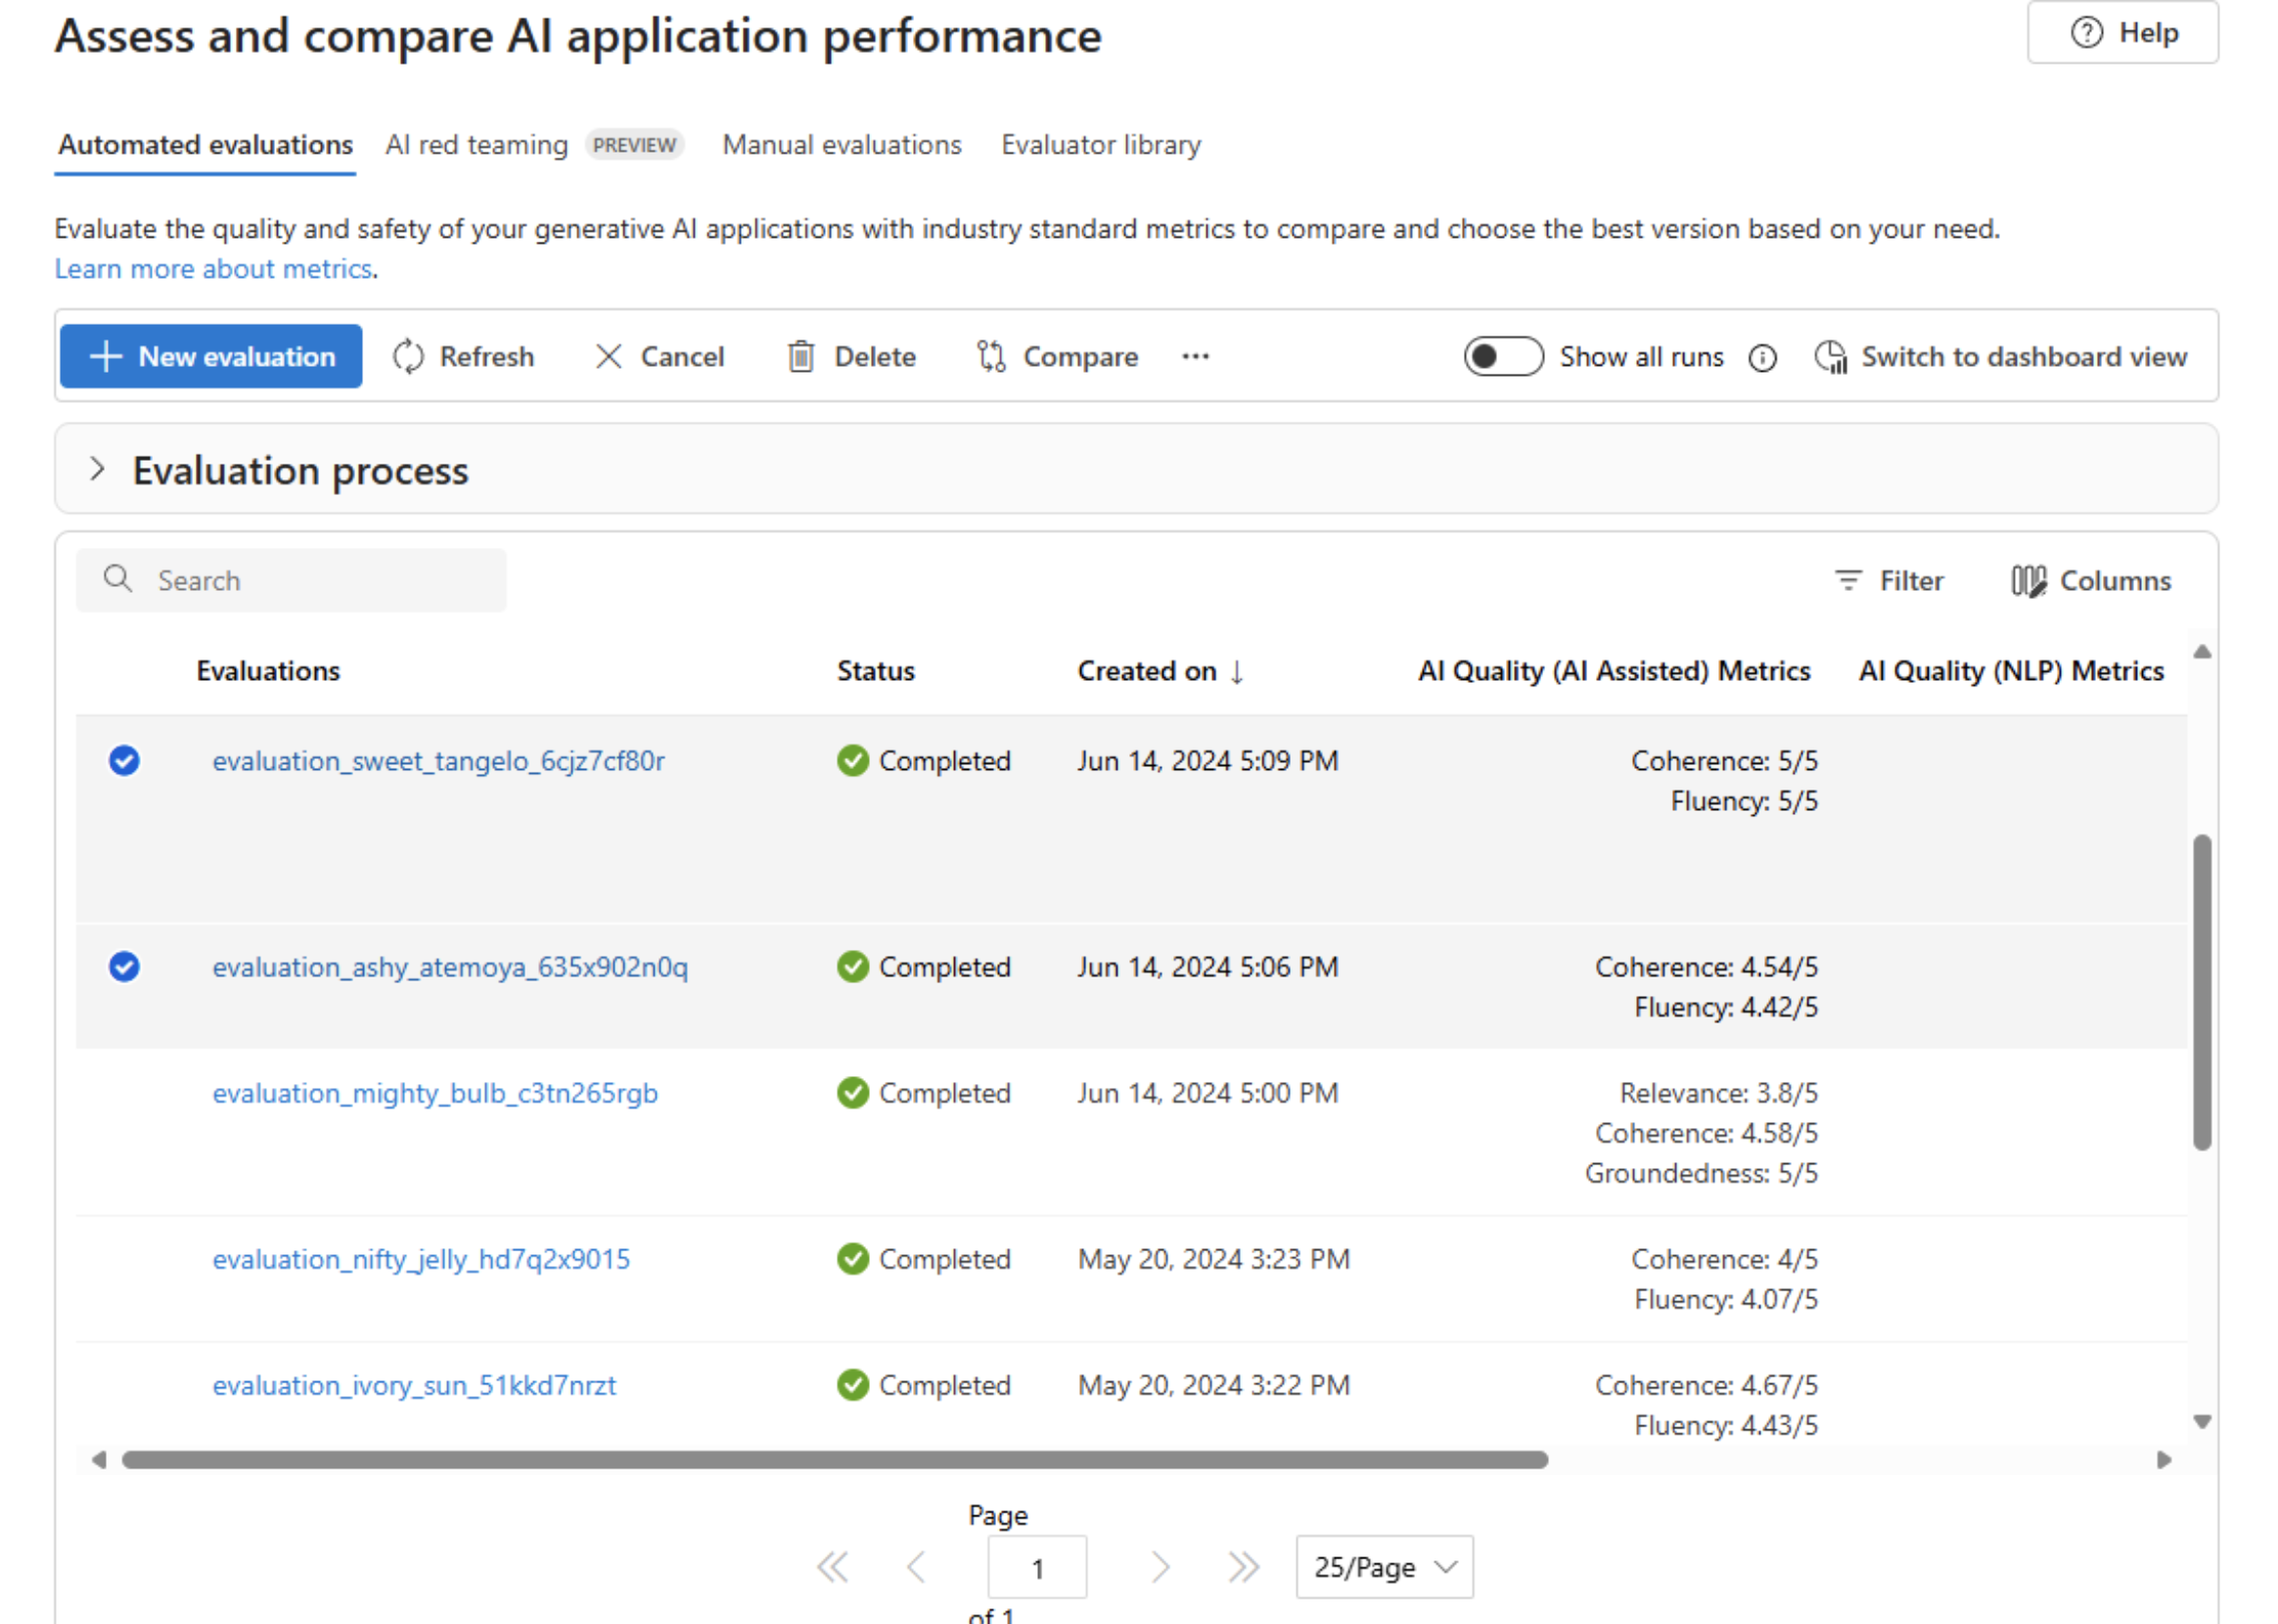 Assess and compare AI application performance
Help
Automated evaluations AI red teaming PREVIEW Manual evaluations Evaluator library
Evaluate the quality and safety of your generative AI applications with industry standard metrics to compare and choose the best version based on your need.
Learn more about metrics.
New evaluation Refresh Cancel Delete Compare ··· Show all runs Switch to dashboard view
Evaluation process
Search Filter Columns
Evaluations Status Created on ↓ AI Quality (AI Assisted) Metrics AI Quality (NLP) Metrics
evaluation_sweet_tangelo_6cjz7cf80r Completed Jun 14, 2024 5:09 PM Coherence: 5/5
Fluency: 5/5
evaluation_ashy_atemoya_635x902n0q Completed Jun 14, 2024 5:06 PM Coherence: 4.54/5
Fluency: 4.42/5
evaluation_mighty_bulb_c3tn265rgb Completed Jun 14, 2024 5:00 PM Relevance: 3.8/5
Coherence: 4.58/5
Groundedness: 5/5
evaluation_nifty_jelly_hd7q2x9015 Completed May 20, 2024 3:23 PM Coherence: 4/5
Fluency: 4.07/5
evaluation_ivory_sun_51kkd7nrzt Completed May 20, 2024 3:22 PM Coherence: 4.67/5
Fluency: 4.43/5
Page
1 25/Page
of 1